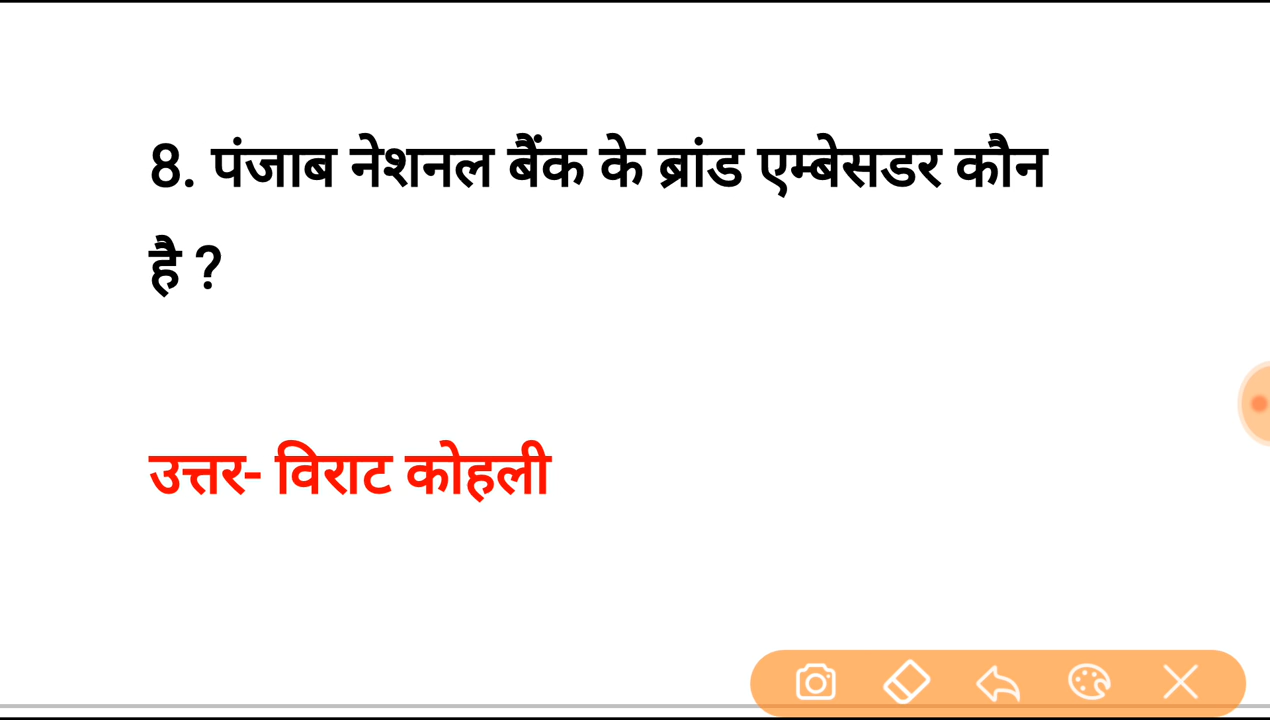 8. पंजाब नेशनल बैंक के ब्रांड एम्बेसडर कौन
है ?
उत्तर- विराट कोहली